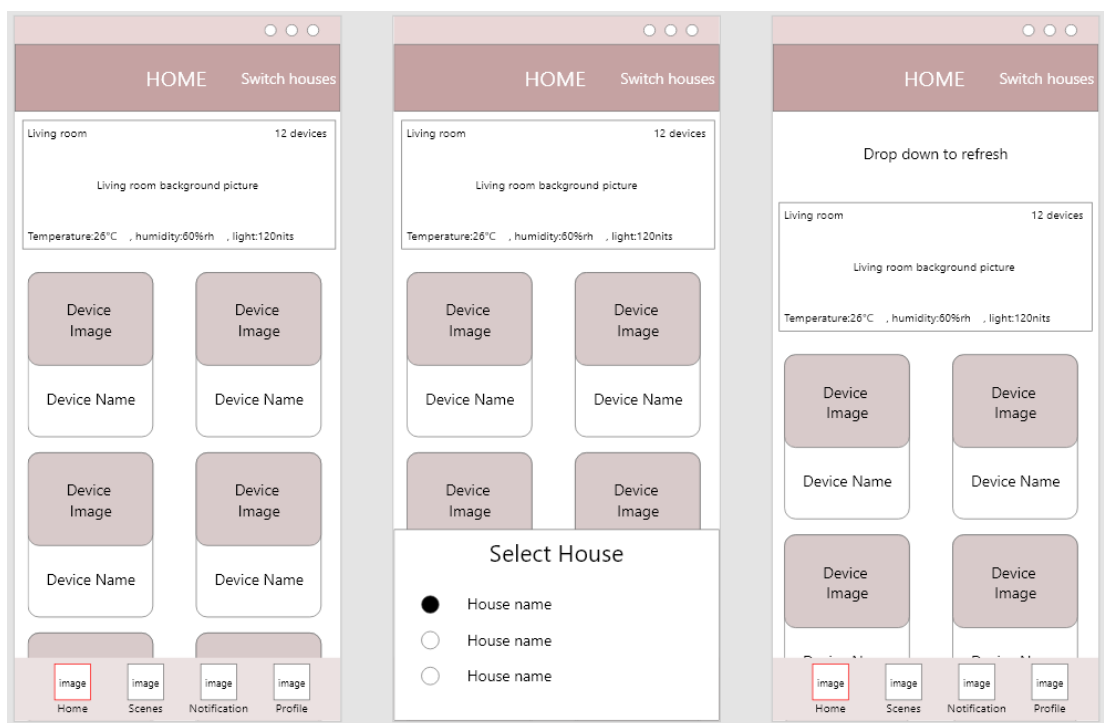 HOME Switch houses
Living room 12 devices
Living room background picture
Temperature:26°C , humidity:60%rh , light:120nits
Device Image
Device Image
Device Name
Device Name
Device Image
Device Image
Device Name
Device Name
image image image image
Home Scenes Notification Profile
HOME Switch houses
Living room 12 devices
Living room background picture
Temperature:26°C , humidity:60%rh , light:120nits
Device Image
Device Image
Device Name
Device Name
Device Image
Device Image
Select House
House name
House name
House name
HOME Switch houses
Drop down to refresh
Living room 12 devices
Living room background picture
Temperature:26°C , humidity:60%rh , light:120nits
Device Image
Device Image
Device Name
Device Name
Device Image
Device Image
image image image image
Home Scenes Notification Profile